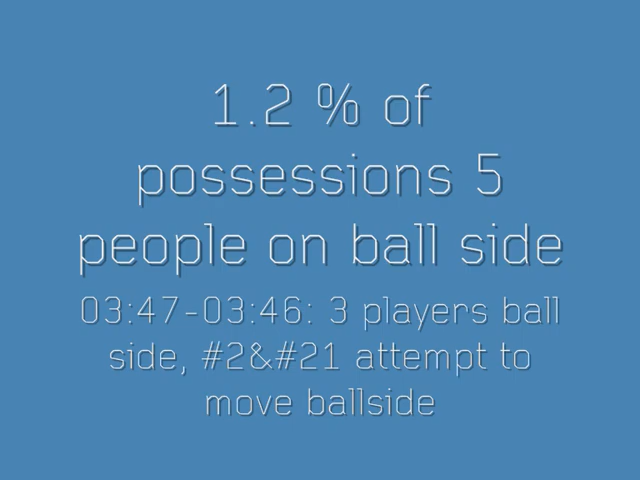 1.2 % of
possessions 5
people on ball side
03:47-03:46: 3 players ball
side, #2&#21 attempt to
move ballside